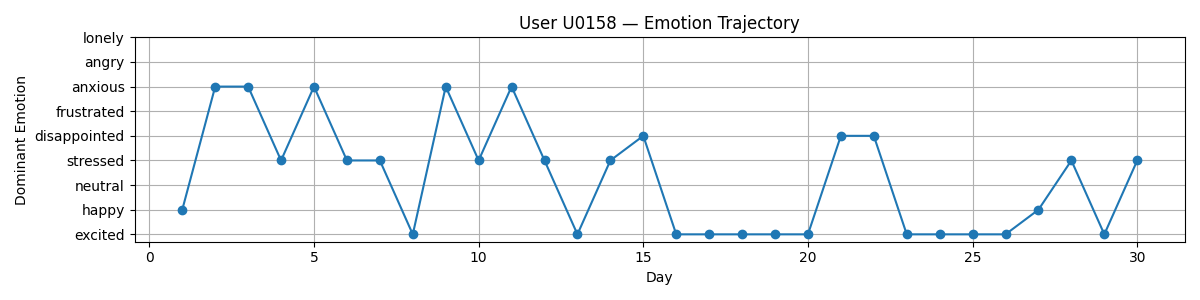 User U0158 — Emotion Trajectory
lonely
angry
anxious
frustrated
disappointed
stressed
neutral
happy
excited
Dominant Emotion
0 5 10 15 20 25 30
Day